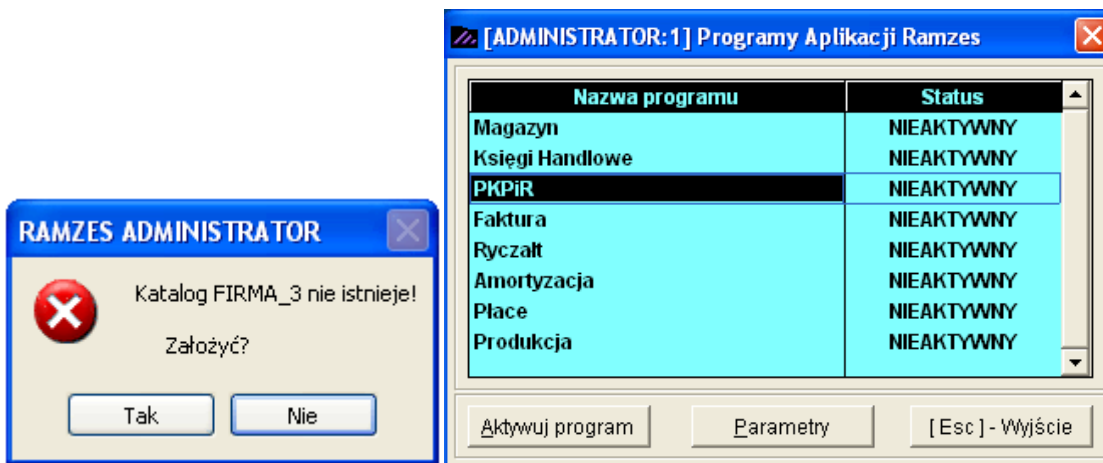 RAMZES ADMINISTRATOR
Katalog FIRMA_3 nie istnieje!
Założyć?
Tak Nie
[ADMINISTRATOR:1] Programy Aplikacji Ramzes
Nazwa programu Status
Magazyn NIEAKTYWNY
Księgi Handlowe NIEAKTYWNY
PKPiR NIEAKTYWNY
Faktura NIEAKTYWNY
Ryczałt NIEAKTYWNY
Amortyzacja NIEAKTYWNY
Płace NIEAKTYWNY
Produkcja NIEAKTYWNY
Aktywuj program Parametry [ Esc ] - Wyjście